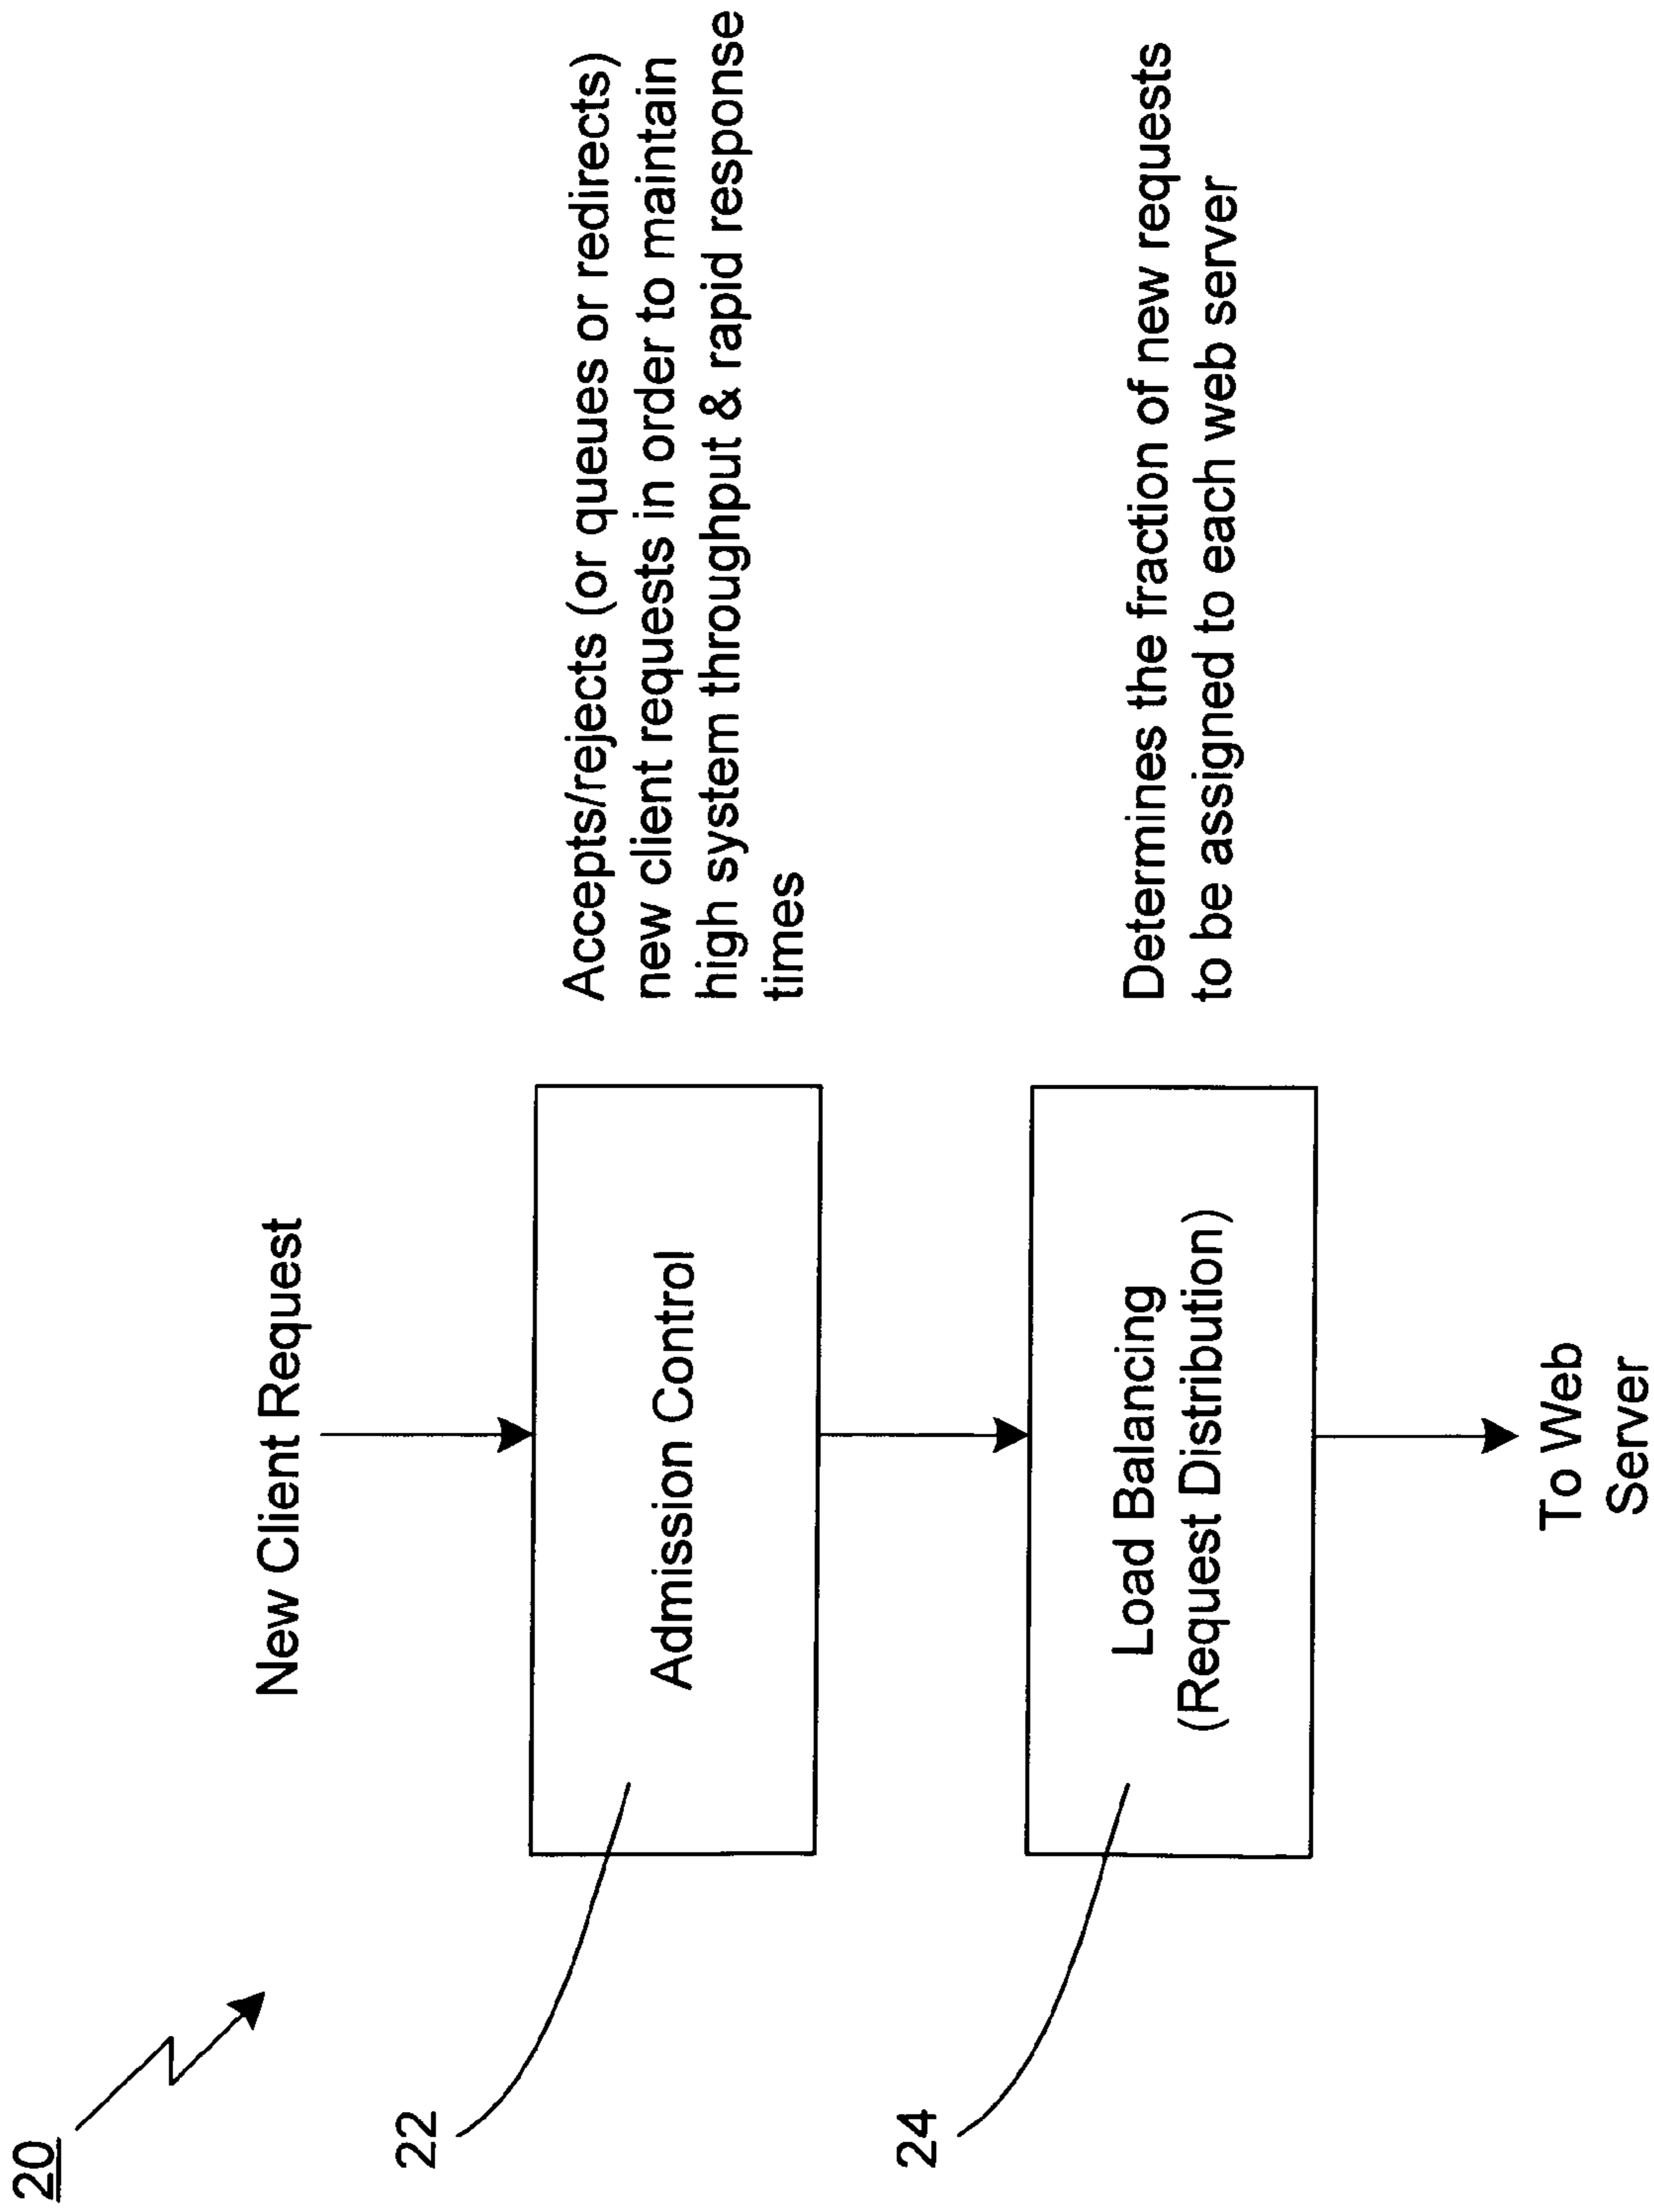 20
New Client Request
22
Admission Control
Accepts/rejects (or queues or redirects)
new client requests in order to maintain
high system throughput & rapid response
times
24
Load Balancing
(Request Distribution)
Determines the fraction of new requests
to be assigned to each web server
To Web
Server